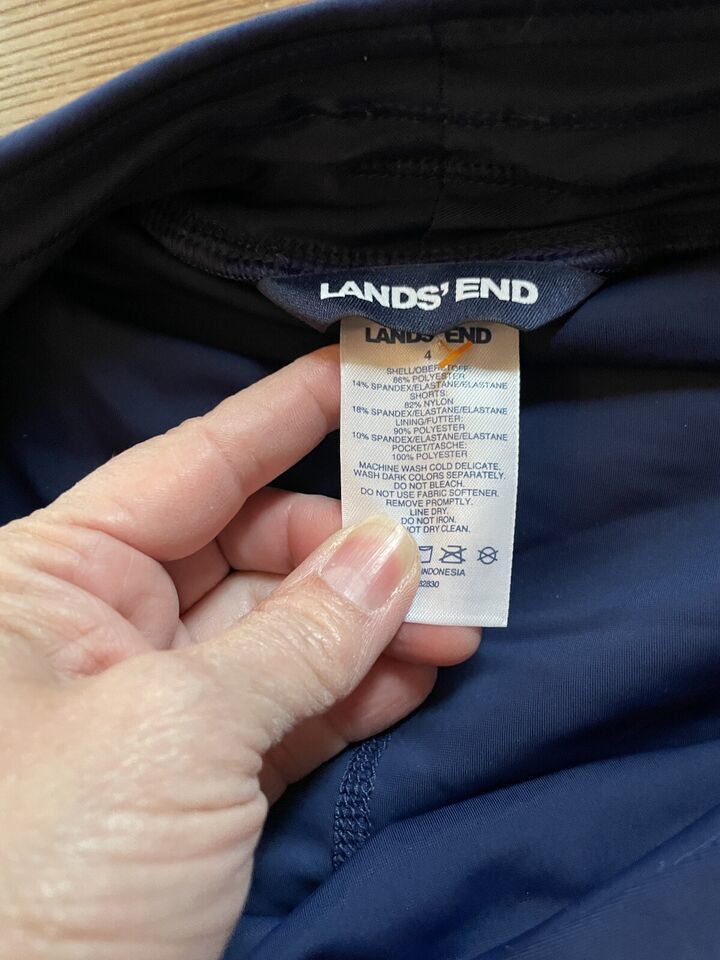 LANDS' END
LANDS' END
4
SHELL/OBERSTOFF:
86% POLYESTER
14% SPANDEX/ELASTANE/ELASTANE
SHORTS:
82% NYLON
18% SPANDEX/ELASTANE/ELASTANE
LINING/FUTTER:
90% POLYESTER
10% SPANDEX/ELASTANE/ELASTANE
POCKET/TASCHE:
100% POLYESTER
MACHINE WASH COLD DELICATE.
WASH DARK COLORS SEPARATELY.
DO NOT BLEACH.
DO NOT USE FABRIC SOFTENER.
REMOVE PROMPTLY.
LINE DRY.
DO NOT IRON.
NOT DRY CLEAN.
INDONESIA